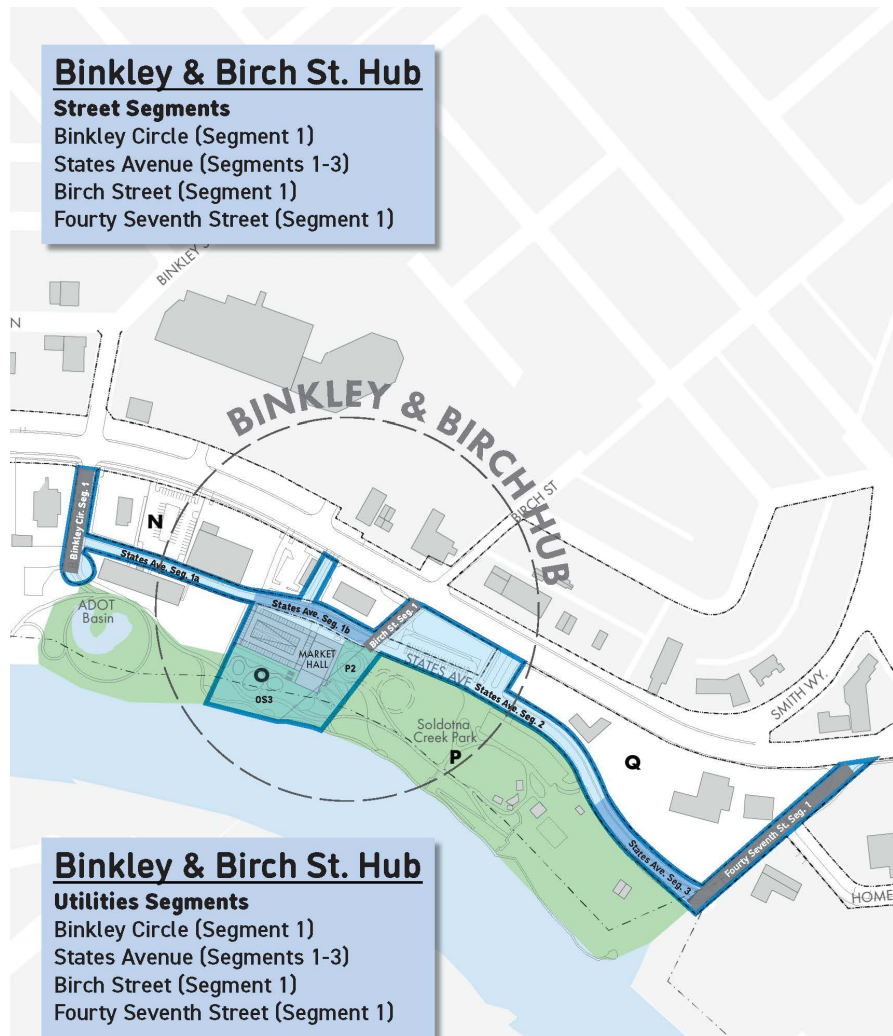 Binkley & Birch St. Hub
Street Segments
Binkley Circle (Segment 1)
States Avenue (Segments 1-3)
Birch Street (Segment 1)
Fourty Seventh Street (Segment 1)
N
BINKLEY & BIRCH HUB
BIRCH ST
Binkley Cir. Seg. 1
N
States Ave. Seg. 1a
ADOT
Basin
States Ave. Seg. 1b
Birch St. Seg. 1
MARKET
HALL
P2
STATES AVE
O
OS3
States Ave. Seg. 2
Soldotna
Creek Park
P
Q
SMITH WY.
Fourty Seventh St. Seg. 1
States Ave. Seg. 3
HOME
Binkley & Birch St. Hub
Utilities Segments
Binkley Circle (Segment 1)
States Avenue (Segments 1-3)
Birch Street (Segment 1)
Fourty Seventh Street (Segment 1)